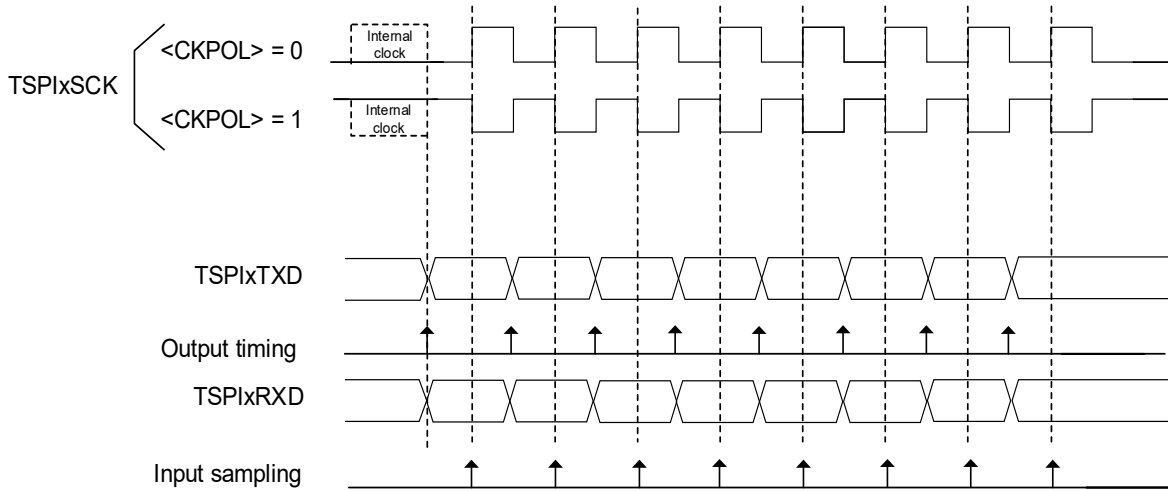 <CKPOL> = 0
Internal
clock
TSPIxSCK
<CKPOL> = 1
Internal
clock
TSPIxTXD
Output timing
TSPIxRXD
Input sampling